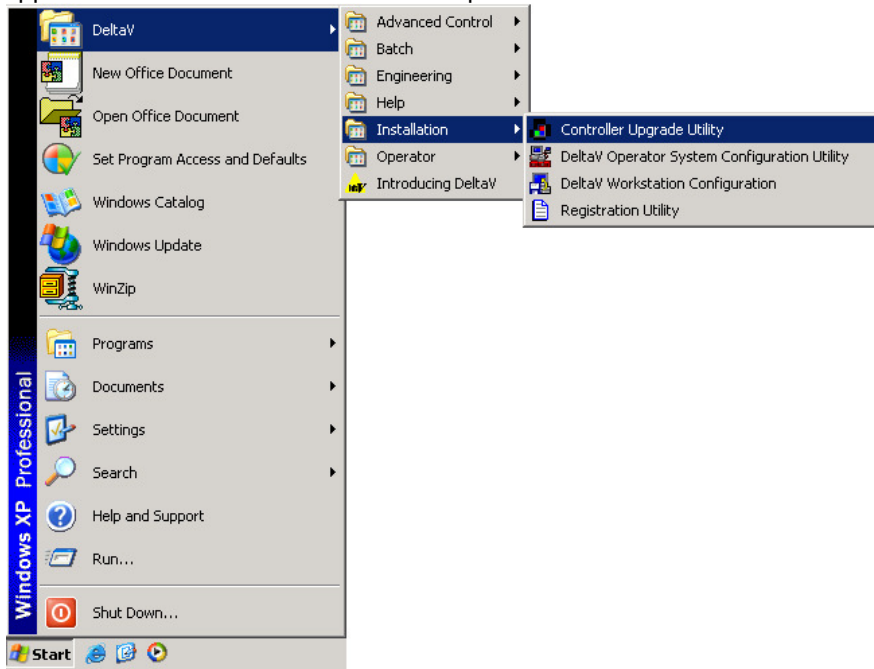 DeltaV
New Office Document
Open Office Document
Set Program Access and Defaults
Windows Catalog
Windows Update
WinZip
Programs
Documents
Settings
Search
Help and Support
Run...
Shut Down...
Windows XP Professional
Start
Advanced Control
Batch
Engineering
Help
Installation
Operator
Introducing DeltaV
Controller Upgrade Utility
DeltaV Operator System Configuration Utility
DeltaV Workstation Configuration
Registration Utility